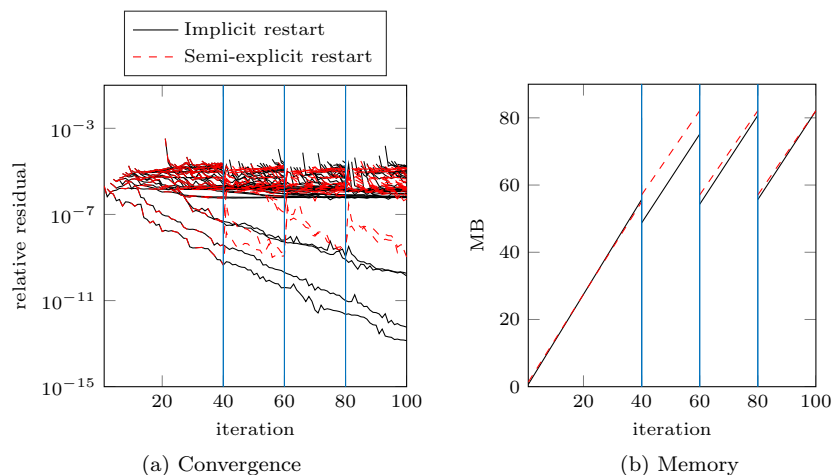 Implicit restart
Semi-explicit restart
10^{-3}
10^{-7}
10^{-11}
10^{-15}
relative residual
20 40 60 80 100
iteration
(a) Convergence
80
60
40
20
0
MB
20 40 60 80 100
iteration
(b) Memory